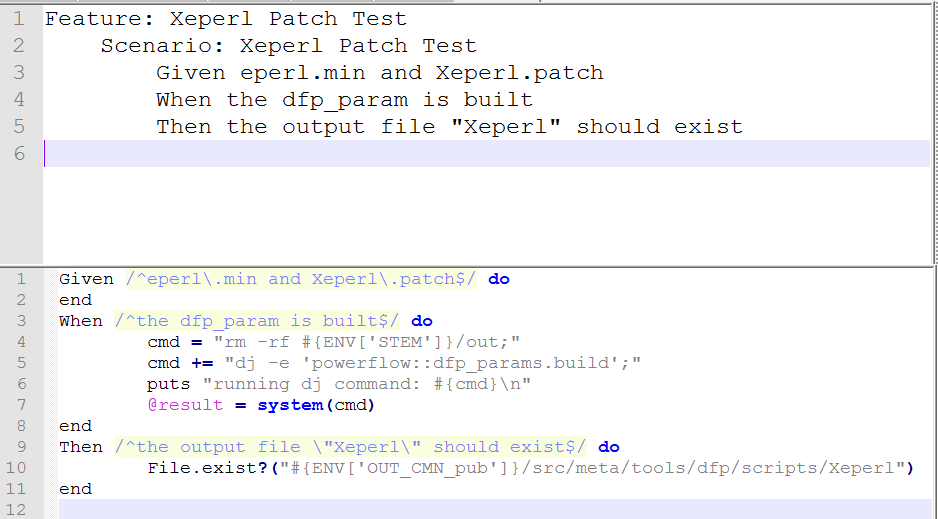 1 Feature: Xeperl Patch Test
2     Scenario: Xeperl Patch Test
3         Given eperl.min and Xeperl.patch
4         When the dfp_param is built
5         Then the output file "Xeperl" should exist
6
1 Given /^eperl\.min and Xeperl\.patch$/ do
2 end
3 When /^the dfp_param is built$/ do
4         cmd = "rm -rf #{ENV['STEM']}/out;"
5         cmd += "dj -e 'powerflow::dfp_params.build';"
6         puts "running dj command: #{cmd}\n"
7         @result = system(cmd)
8 end
9 Then /^the output file \"Xeperl\" should exist$/ do
10         File.exist?("#{ENV['OUT_CMN_pub']}/src/meta/tools/dfp/scripts/Xeperl")
11 end
12